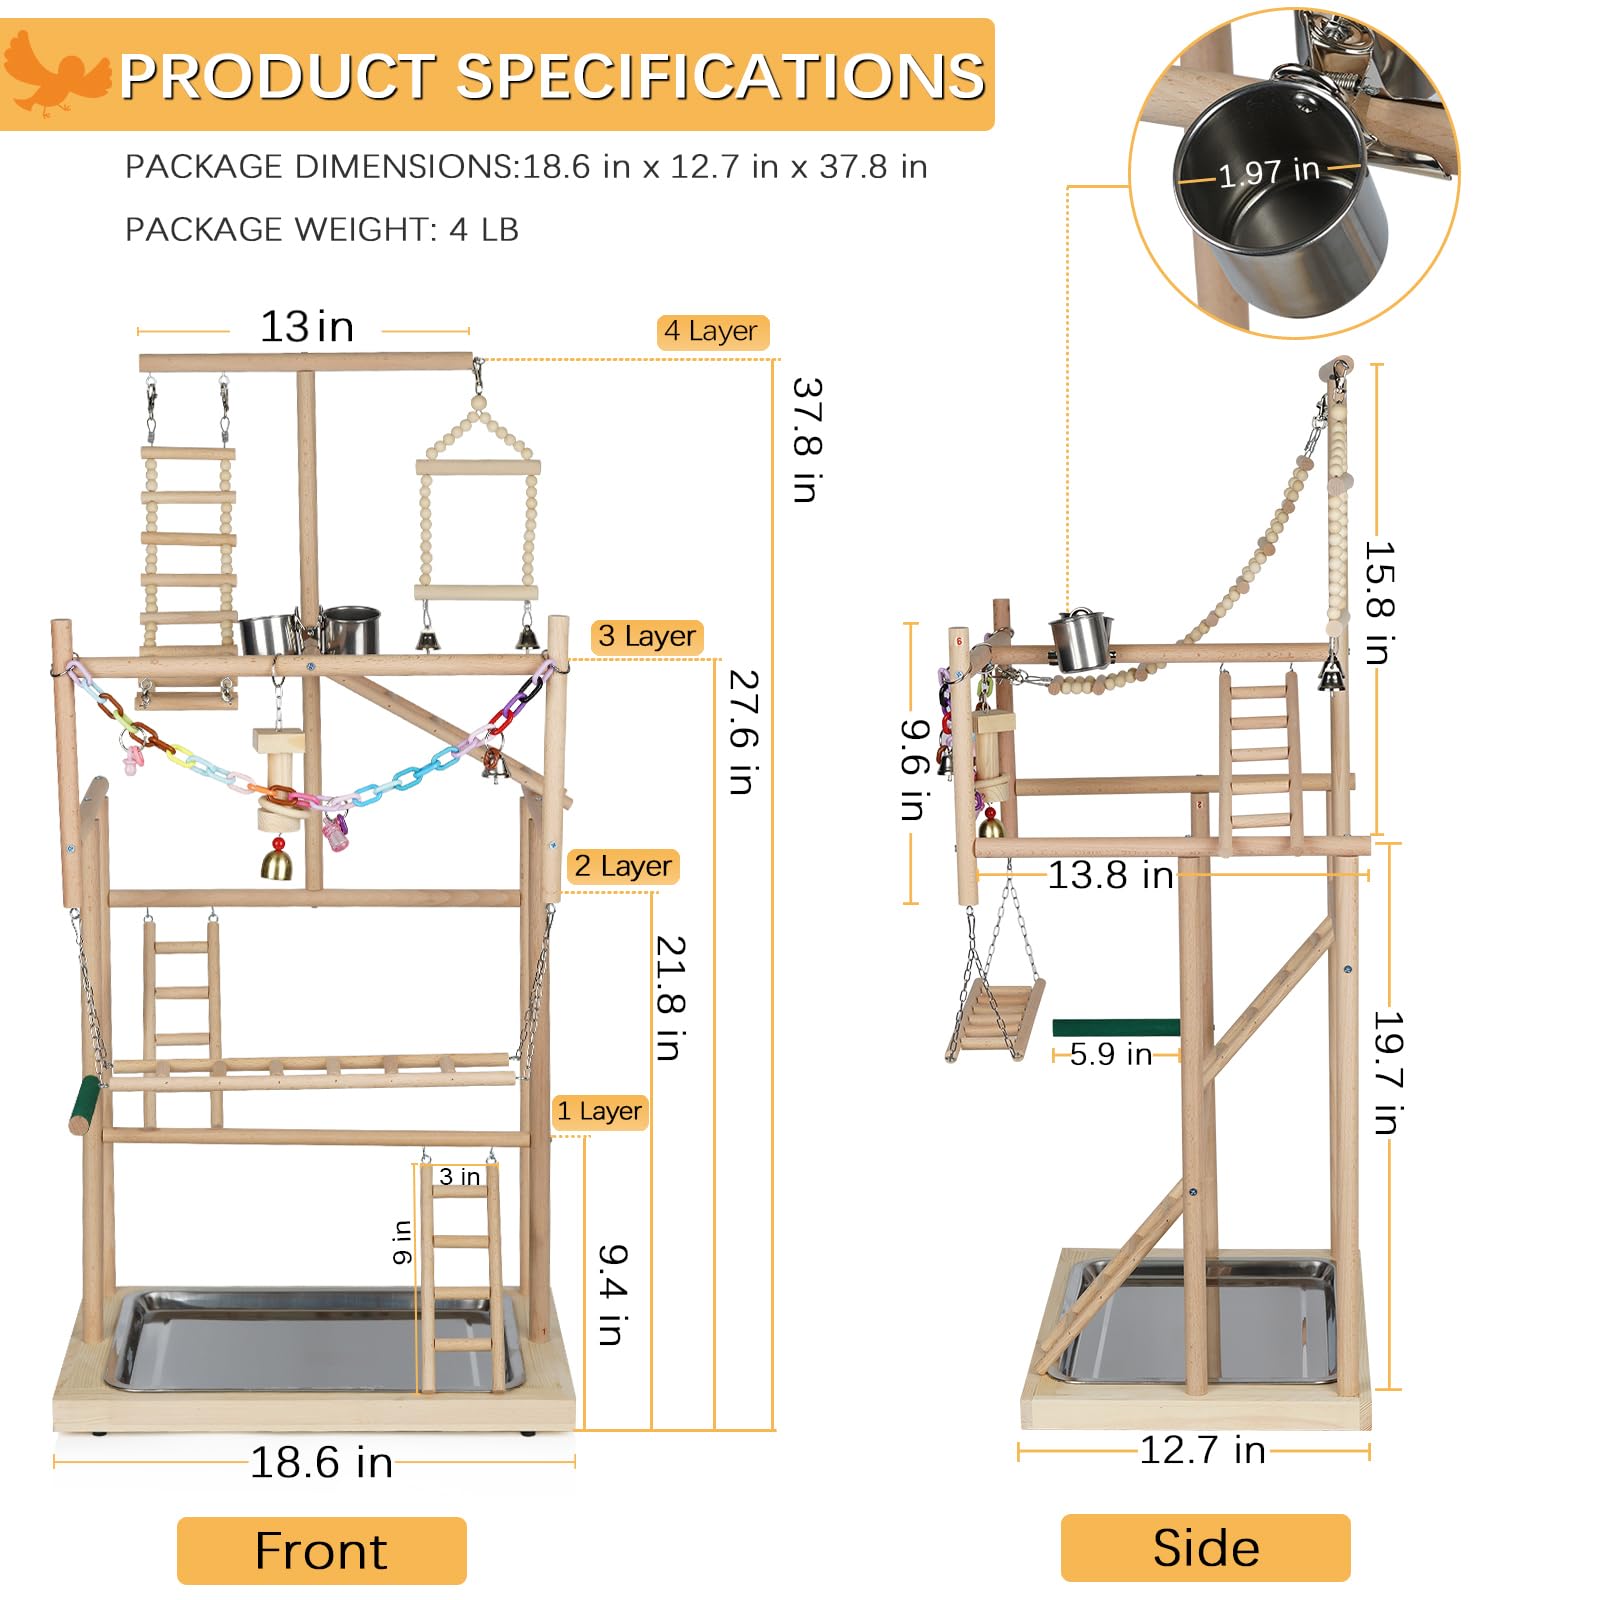 PRODUCT SPECIFICATIONS
PACKAGE DIMENSIONS:18.6 in x 12.7 in x 37.8 in
PACKAGE WEIGHT: 4 LB
1.97 in
13 in
4 Layer
37.8 in
3 Layer
27.6 in
2 Layer
21.8 in
1 Layer
3 in
9 in
9.4 in
18.6 in
Front
15.8 in
9.6 in
13.8 in
5.9 in
19.7 in
12.7 in
Side